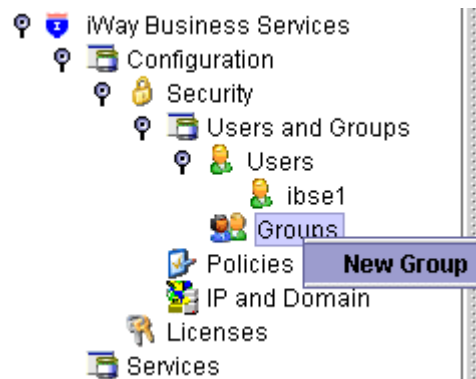 iWay Business Services
Configuration
Security
Users and Groups
Users
ibse1
Groups
New Group
Policies
IP and Domain
Licenses
Services